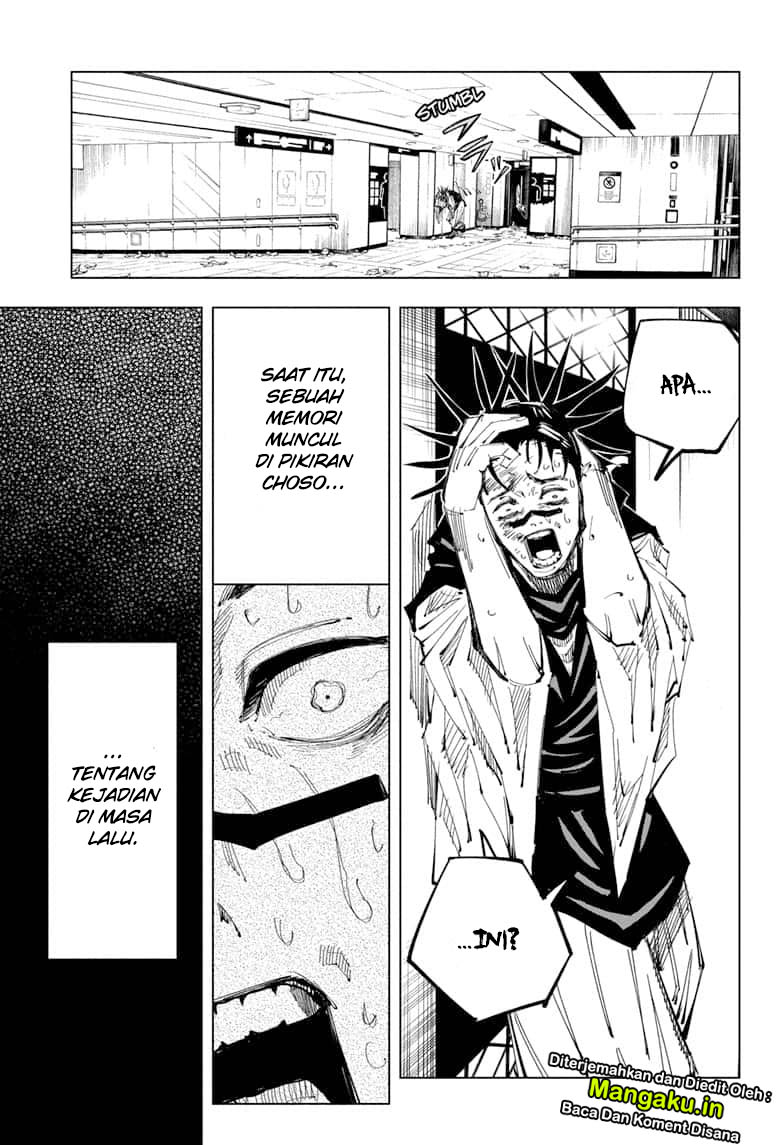 STUMBL
APA...
...INI?
SAAT ITU,
SEBUAH
MEMORI
MUNCUL
DI PIKIRAN
CHOSO...
...
TENTANG
KEJADIAN
DI MASA
LALU.
Diterjemahkan dan Diedit Oleh :
Mangaku.in
Baca Dan Koment Disana